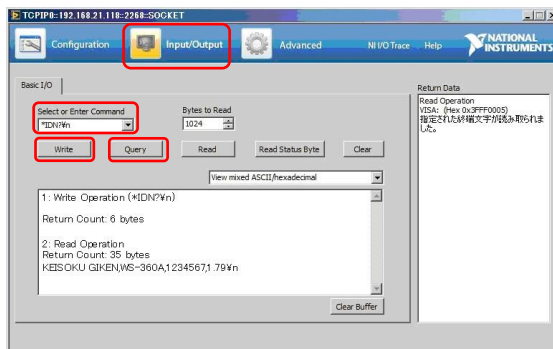 TCPIP0::192.168.21.118::2268::SOCKET
Configuration
Input/Output
Advanced
NI I/O Trace
Help
NATIONAL
INSTRUMENTS
Basic I/O
Return Data
Select or Enter Command
Bytes to Read
*IDN?¥n
1024
Write
Query
Read
Read Status Byte
Clear
View mixed ASCII/hexadecimal
1: Write Operation (*IDN?¥n)
Return Count: 6 bytes
2: Read Operation
Return Count: 35 bytes
KEISOKU GIKEN,WS-360A,1234567,1.79¥n
Clear Buffer
Read Operation
VISA: (Hex 0x3FFF0005)
指定された終端文字が読み取られま
した。